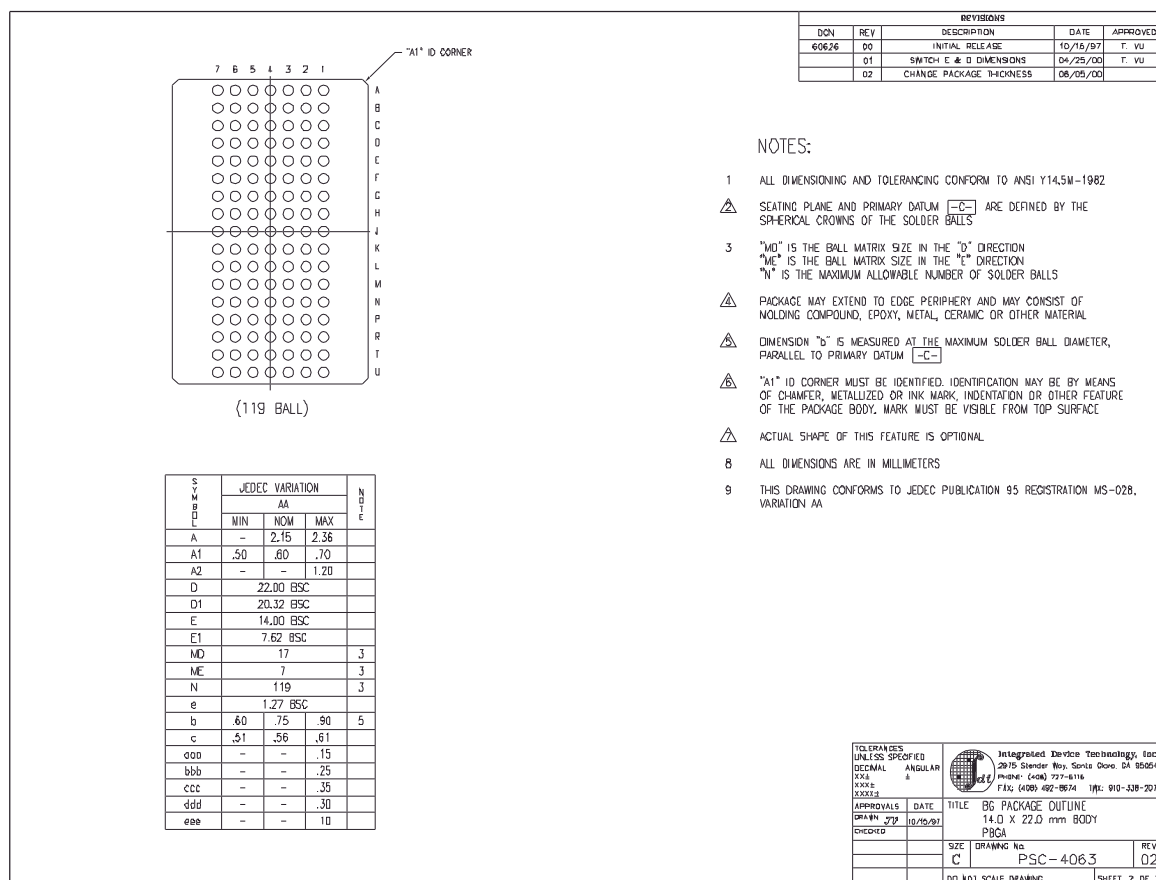 REVISIONS
DCN REV DESCRIPTION DATE APPROVED
60626 00 INITIAL RELEASE 10/15/97 T. VU
01 SWITCH E & D DIMENSIONS 04/25/00 T. VU
02 CHANGE PACKAGE THICKNESS 06/05/00
"A1" ID CORNER
7 6 5 4 3 2 1
A
B
C
D
E
F
G
H
J
K
L
M
N
P
R
T
U
(119 BALL)
NOTES:
1 ALL DIMENSIONING AND TOLERANCING CONFORM TO ANSI Y14.5M-1982
2 SEATING PLANE AND PRIMARY DATUM -C- ARE DEFINED BY THE
SPHERICAL CROWNS OF THE SOLDER BALLS
3 "MD" IS THE BALL MATRIX SIZE IN THE "D" DIRECTION
"ME" IS THE BALL MATRIX SIZE IN THE "E" DIRECTION
"N" IS THE MAXIMUM ALLOWABLE NUMBER OF SOLDER BALLS
4 PACKAGE MAY EXTEND TO EDGE PERIPHERY AND MAY CONSIST OF
MOLDING COMPOUND, EPOXY, METAL, CERAMIC OR OTHER MATERIAL
5 DIMENSION "b" IS MEASURED AT THE MAXIMUM SOLDER BALL DIAMETER,
PARALLEL TO PRIMARY DATUM -C-
6 "A1" ID CORNER MUST BE IDENTIFIED. IDENTIFICATION MAY BE BY MEANS
OF CHAMFER, METALLIZED OR INK MARK, INDENTATION OR OTHER FEATURE
OF THE PACKAGE BODY. MARK MUST BE VISIBLE FROM TOP SURFACE
7 ACTUAL SHAPE OF THIS FEATURE IS OPTIONAL
8 ALL DIMENSIONS ARE IN MILLIMETERS
9 THIS DRAWING CONFORMS TO JEDEC PUBLICATION 95 REGISTRATION MS-028,
VARIATION AA
SYMBOL JEDEC VARIATION NOTE
AA
MIN NOM MAX
A - 2.15 2.36
A1 .50 .60 .70
A2 - - 1.20
D 22.00 BSC
D1 20.32 BSC
E 14.00 BSC
E1 7.62 BSC
MD 17 3
ME 7 3
N 119 3
e 1.27 BSC
b .60 .75 .90 5
c .51 .56 .61
aaa - - .15
bbb - - .25
ccc - - .35
ddd - - .30
eee - - 10
TOLERANCES
UNLESS SPECIFIED
DECIMAL ANGULAR
XX± ±
XXX±
XXXX±
idt
Integrated Device Technology, Inc
2975 Stender Way, Santa Clara, CA 95054
PHONE: (408) 727-6116
FAX: (408) 492-8674 TWX: 910-338-207
APPROVALS DATE
DRAWN 10/15/97
CHECKED
TITLE BG PACKAGE OUTLINE
14.0 X 22.0 mm BODY
PBGA
SIZE DRAWING No. REV
C PSC-4063 02
DO NOT SCALE DRAWING SHEET 2 OF